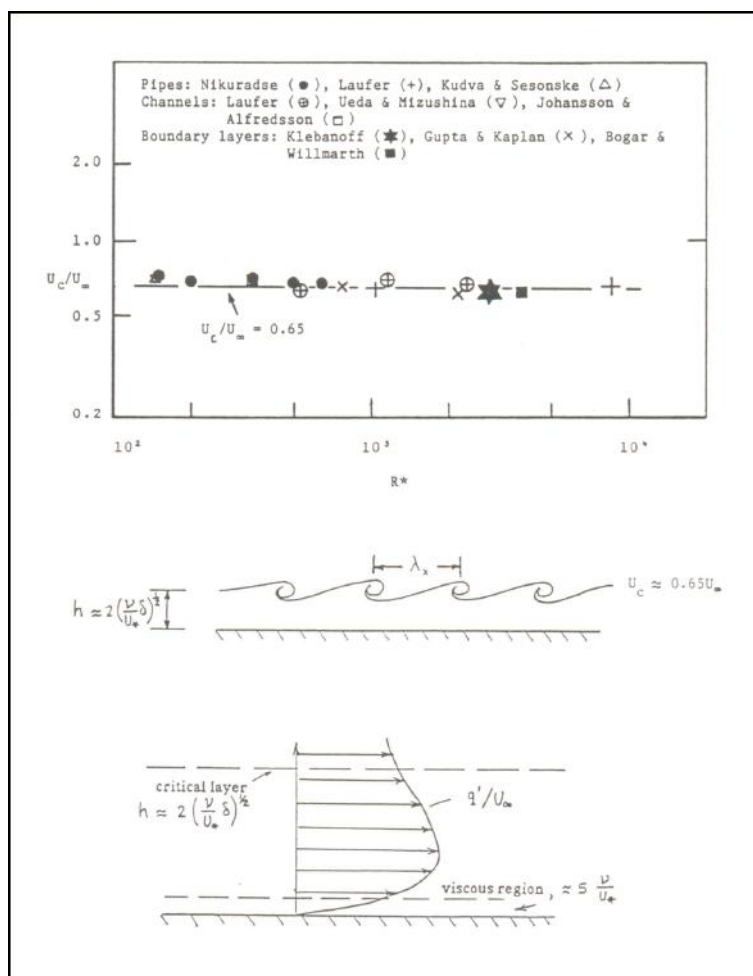 Pipes: Nikuradse (●), Laufer (+), Kudva & Sesonske (△)
Channels: Laufer (⊕), Ueda & Mizushina (▽), Johansson &
Alfredsson (□)
Boundary layers: Klebanoff (★), Gupta & Kaplan (×), Bogar &
Willmarth (■)
2.0
1.0
U_c/U_∞
0.5
U_c/U_∞ = 0.65
0.2
10² 10³ 10⁴
R*
λ_x
U_c ≈ 0.65U_∞
h ≈ 2(ν/U_* δ)^½
critical layer
h ≈ 2(ν/U_* δ)^½
q'/U_∞
viscous region, ≈ 5 ν/U_*